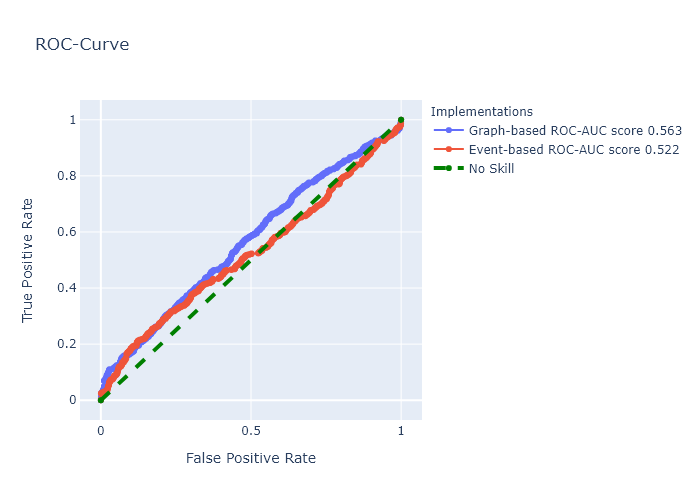 ROC-Curve
Implementations
Graph-based ROC-AUC score 0.563
Event-based ROC-AUC score 0.522
No Skill
True Positive Rate
1
0.8
0.6
0.4
0.2
0
0
0.5
1
False Positive Rate